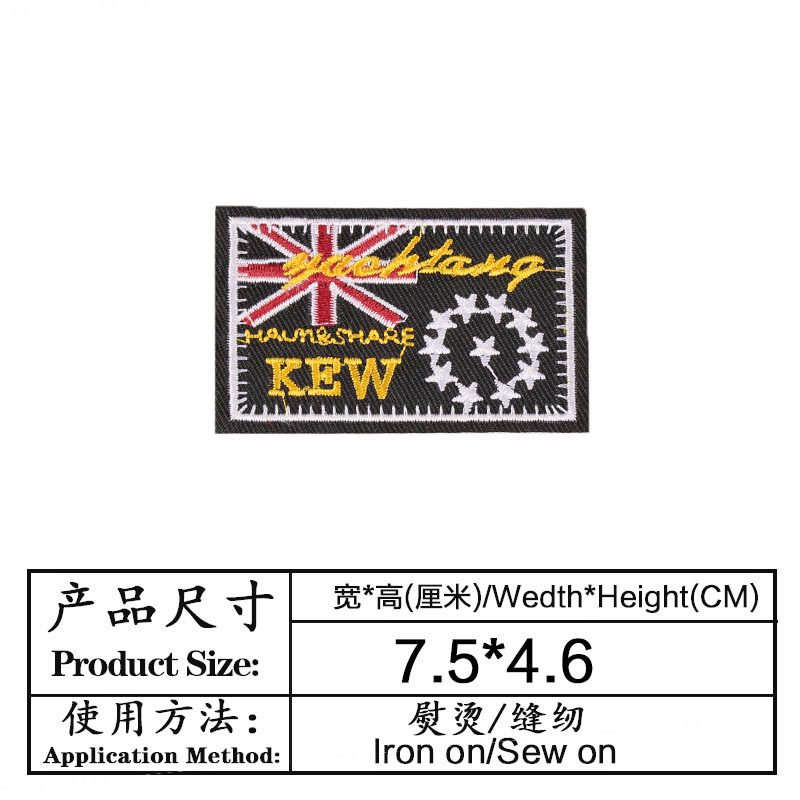 yachtang
HAUN&SHARE
KEW
产品尺寸
Product Size:
宽*高(厘米)/Wedth*Height(CM)
7.5*4.6
使用方法：
Application Method:
熨烫/缝纫
Iron on/Sew on